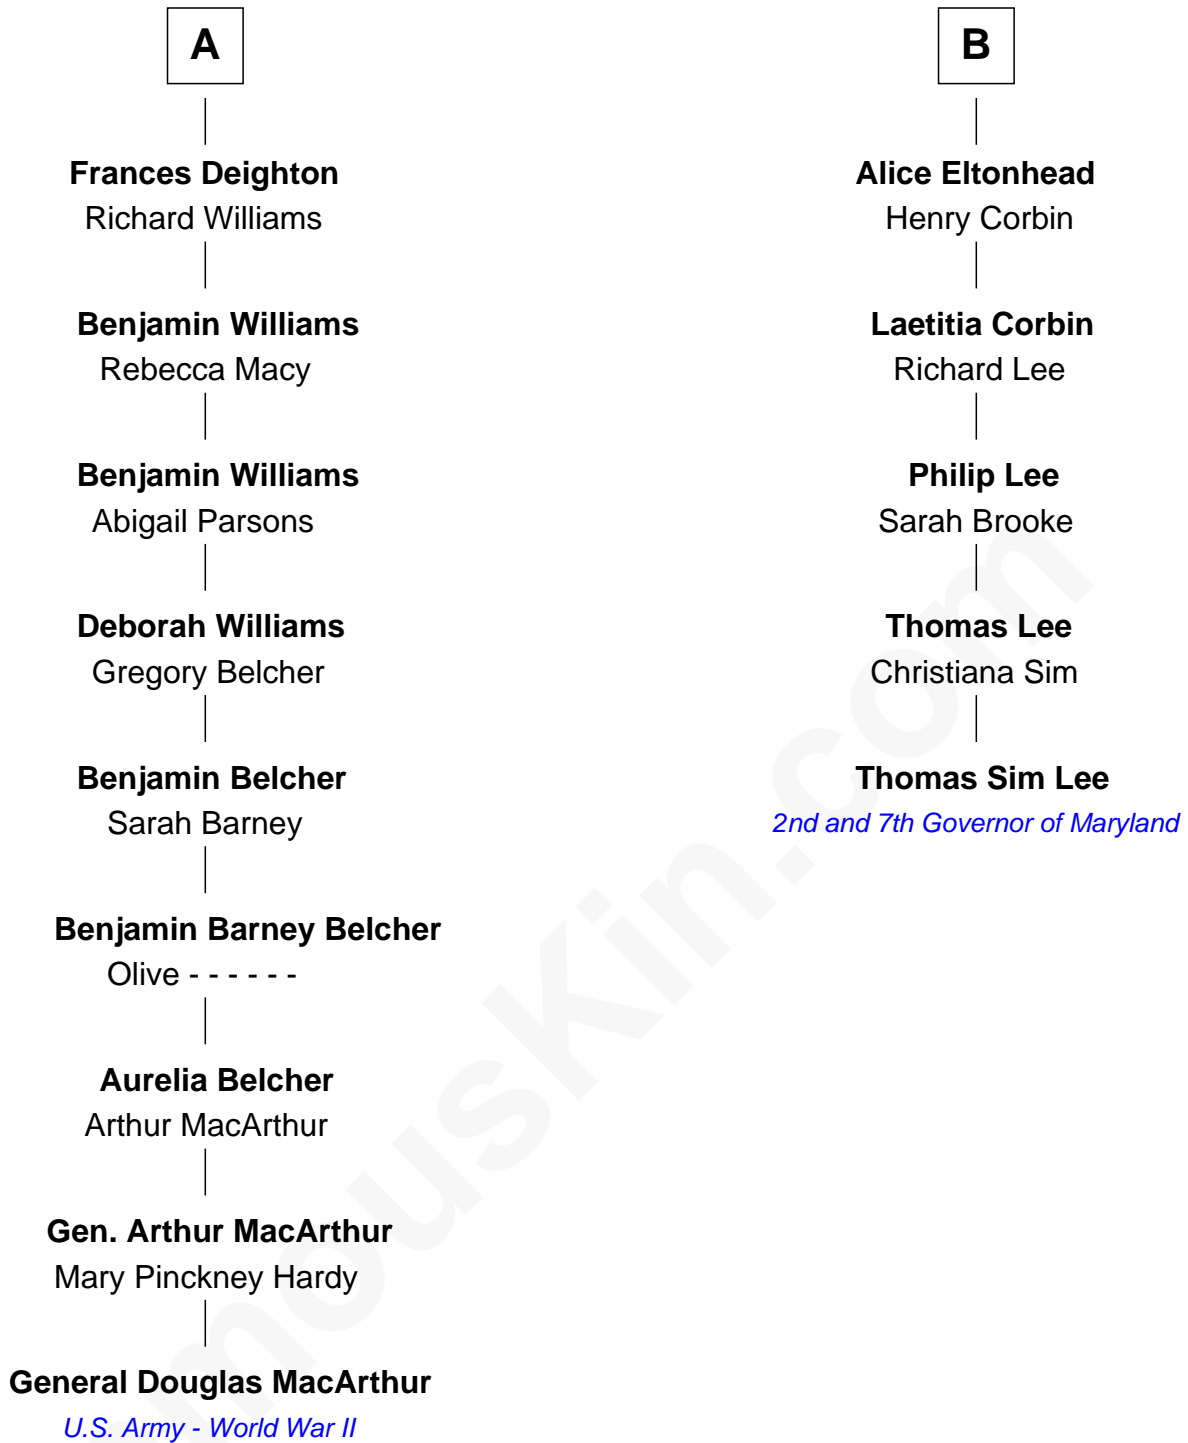 A
Frances Deighton
Richard Williams
Benjamin Williams
Rebecca Macy
Benjamin Williams
Abigail Parsons
Deborah Williams
Gregory Belcher
Benjamin Belcher
Sarah Barney
Benjamin Barney Belcher
Olive - - - - - -
Aurelia Belcher
Arthur MacArthur
Gen. Arthur MacArthur
Mary Pinckney Hardy
General Douglas MacArthur
U.S. Army - World War II
B
Alice Eltonhead
Henry Corbin
Laetitia Corbin
Richard Lee
Philip Lee
Sarah Brooke
Thomas Lee
Christiana Sim
Thomas Sim Lee
2nd and 7th Governor of Maryland
mousKin.com